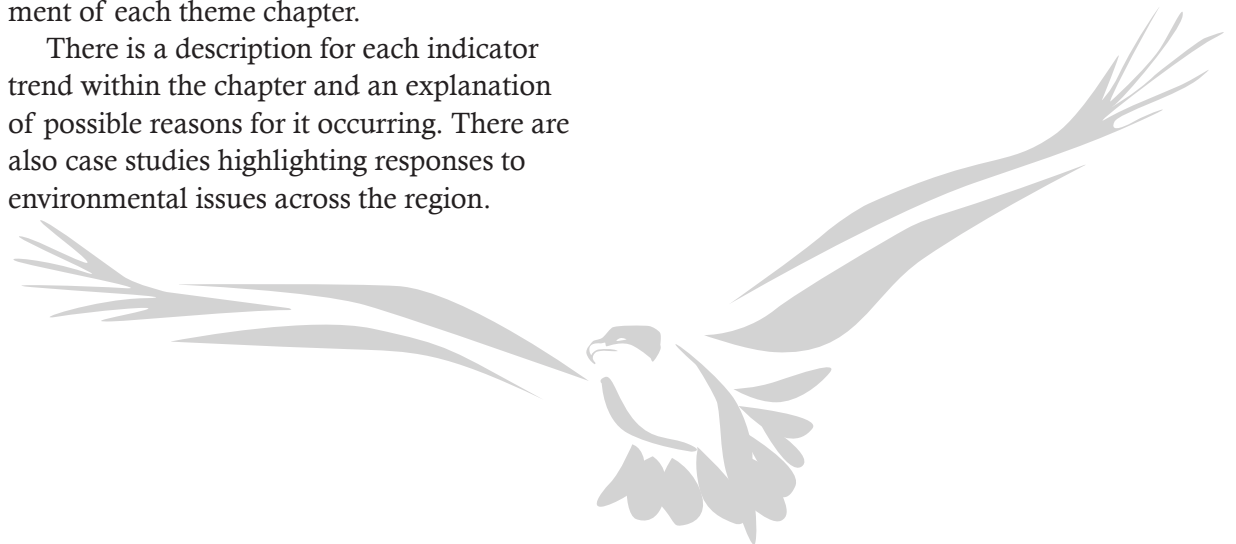 ment of each theme chapter.
There is a description for each indicator
trend within the chapter and an explanation
of possible reasons for it occurring. There are
also case studies highlighting responses to
environmental issues across the region.